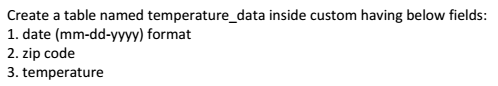 Create a table named temperature_data inside custom having below fields:
1. date (mm-dd-yyyy) format
2. zip code
3. temperature